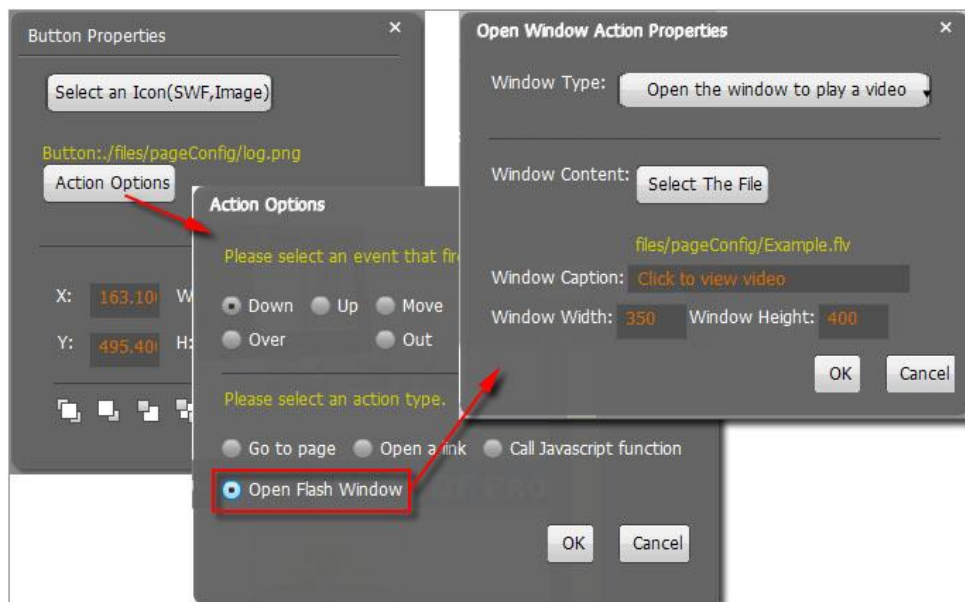 Button Properties
Select an Icon(SWF,Image)
Button:./files/pageConfig/log.png
Action Options
X: 163.10 W
Y: 495.40 H:
Action Options
Please select an event that fir
Down Up Move
Over Out
Please select an action type.
Go to page Open a link Call Javascript function
Open Flash Window
OK Cancel
Open Window Action Properties
Window Type: Open the window to play a video
Window Content: Select The File
files/pageConfig/Example.flv
Window Caption: Click to view video
Window Width: 350 Window Height: 400
OK Cancel